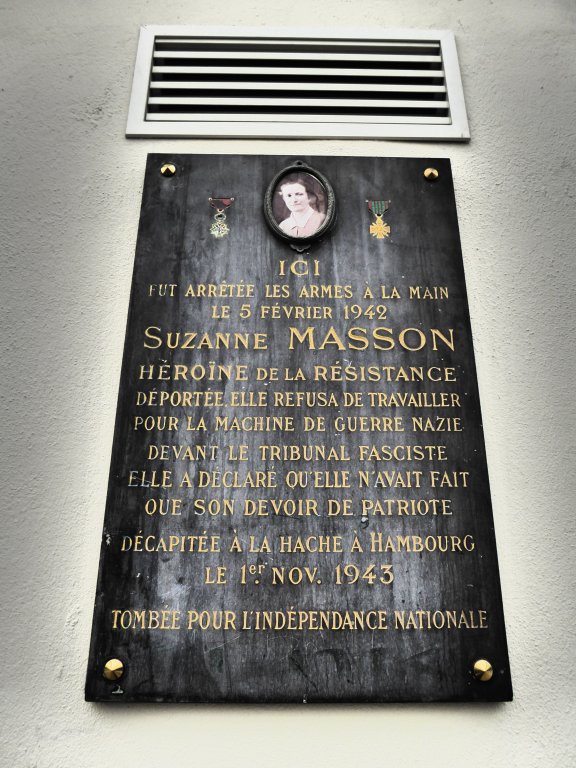 ICI
FUT ARRÊTÉE LES ARMES À LA MAIN
LE 5 FÉVRIER 1942
SUZANNE MASSON
HÉROÏNE DE LA RÉSISTANCE
DÉPORTÉE ELLE REFUSA DE TRAVAILLER
POUR LA MACHINE DE GUERRE NAZIE
DEVANT LE TRIBUNAL FASCISTE
ELLE A DÉCLARÉ QU'ELLE N'AVAIT FAIT
QUE SON DEVOIR DE PATRIOTE
DÉCAPITÉE À LA HACHE À HAMBOURG
LE 1er NOV. 1943
TOMBÉE POUR L'INDÉPENDANCE NATIONALE